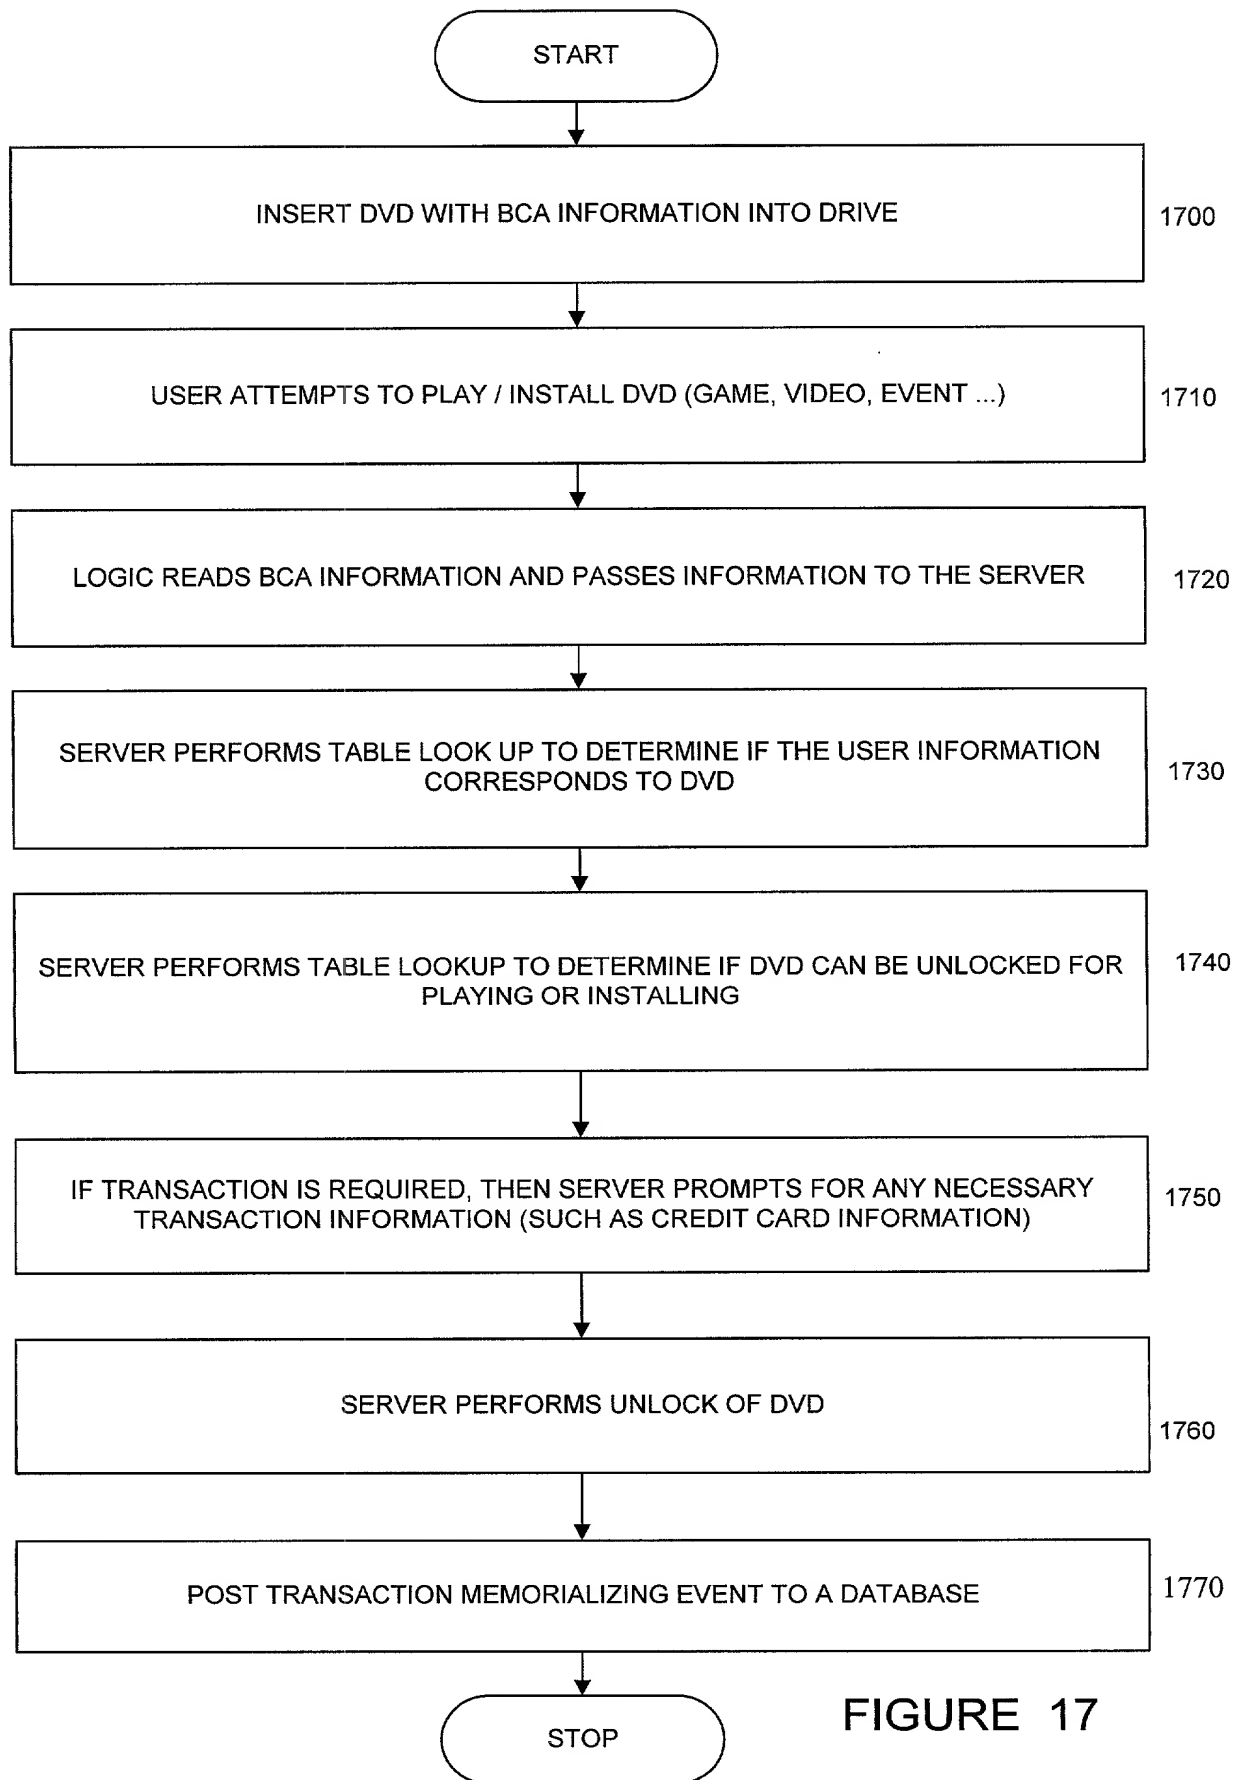 START
INSERT DVD WITH BCA INFORMATION INTO DRIVE
1700
USER ATTEMPTS TO PLAY / INSTALL DVD (GAME, VIDEO, EVENT ...)
1710
LOGIC READS BCA INFORMATION AND PASSES INFORMATION TO THE SERVER
1720
SERVER PERFORMS TABLE LOOK UP TO DETERMINE IF THE USER INFORMATION
CORRESPONDS TO DVD
1730
SERVER PERFORMS TABLE LOOKUP TO DETERMINE IF DVD CAN BE UNLOCKED FOR
PLAYING OR INSTALLING
1740
IF TRANSACTION IS REQUIRED, THEN SERVER PROMPTS FOR ANY NECESSARY
TRANSACTION INFORMATION (SUCH AS CREDIT CARD INFORMATION)
1750
SERVER PERFORMS UNLOCK OF DVD
1760
POST TRANSACTION MEMORIALIZING EVENT TO A DATABASE
1770
STOP
FIGURE 17